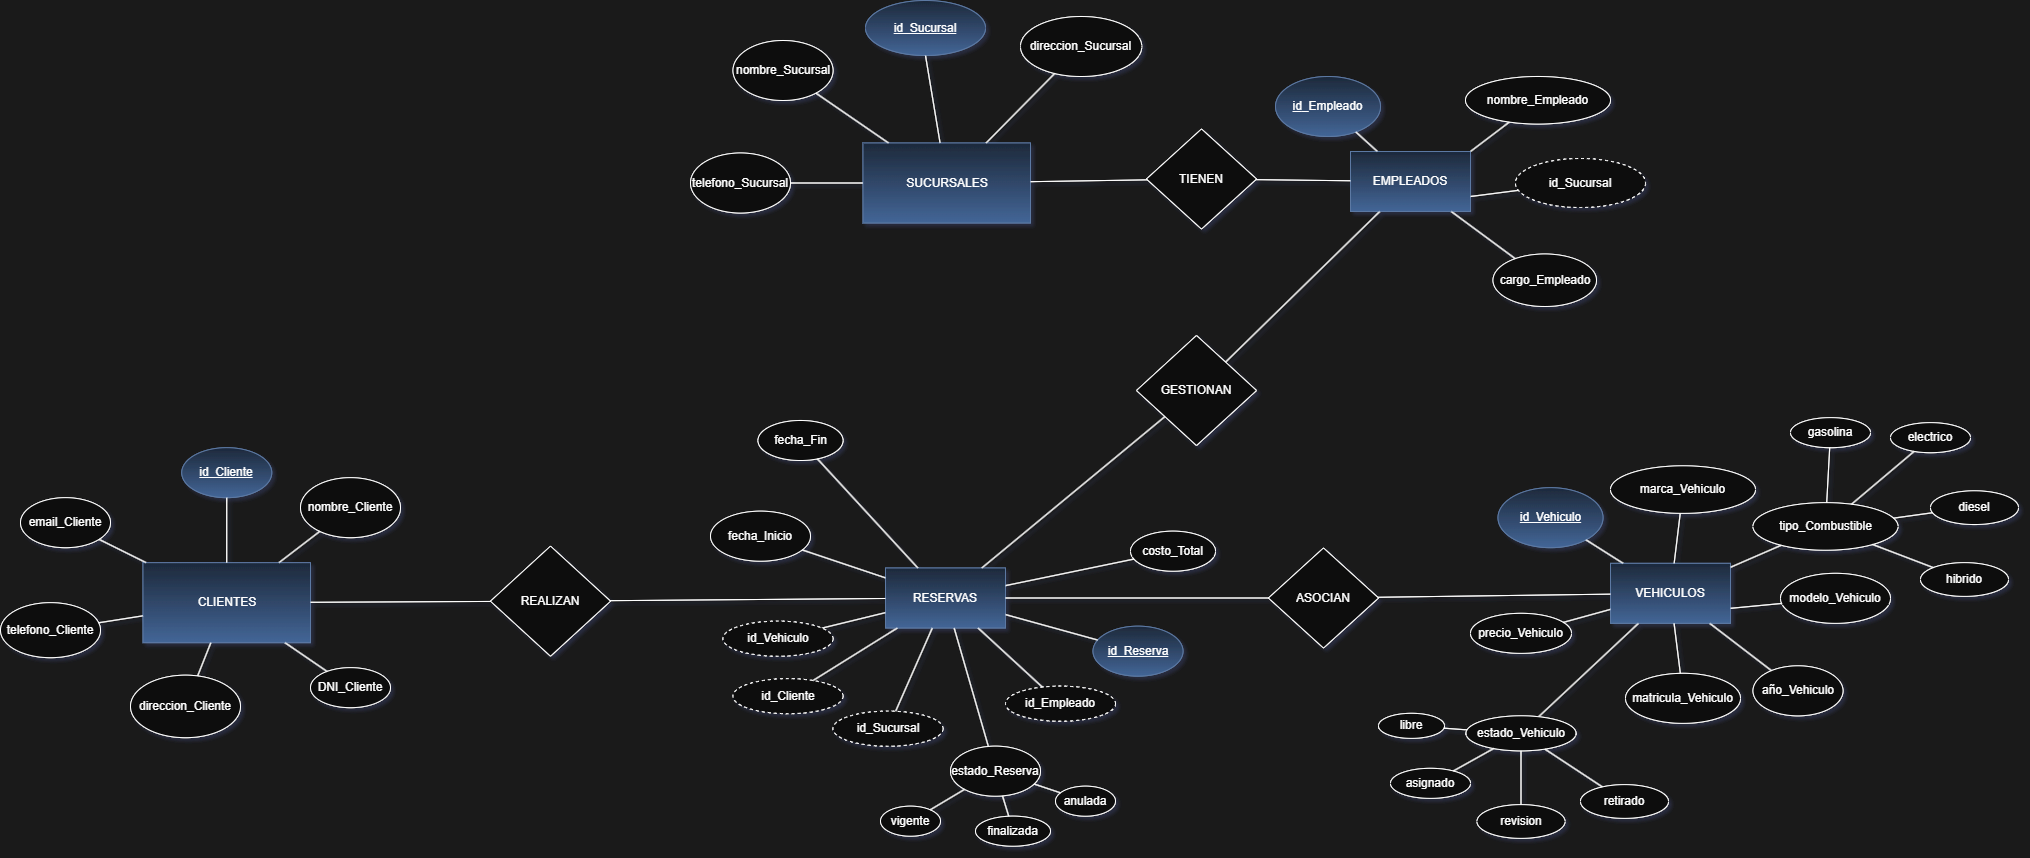 id_Sucursal
direccion_Sucursal
nombre_Sucursal
telefono_Sucursal
SUCURSALES
TIENEN
id_Empleado
nombre_Empleado
EMPLEADOS
id_Sucursal
cargo_Empleado
GESTIONAN
fecha_Fin
fecha_Inicio
costo_Total
id_Cliente
nombre_Cliente
email_Cliente
CLIENTES
telefono_Cliente
direccion_Cliente
DNI_Cliente
REALIZAN
RESERVAS
id_Vehiculo
id_Cliente
id_Sucursal
id_Empleado
id_Reserva
estado_Reserva
vigente
finalizada
anulada
ASOCIAN
gasolina
electrico
marca_Vehiculo
id_Vehiculo
tipo_Combustible
diesel
hibrido
VEHICULOS
modelo_Vehiculo
precio_Vehiculo
matricula_Vehiculo
año_Vehiculo
estado_Vehiculo
libre
asignado
revision
retirado